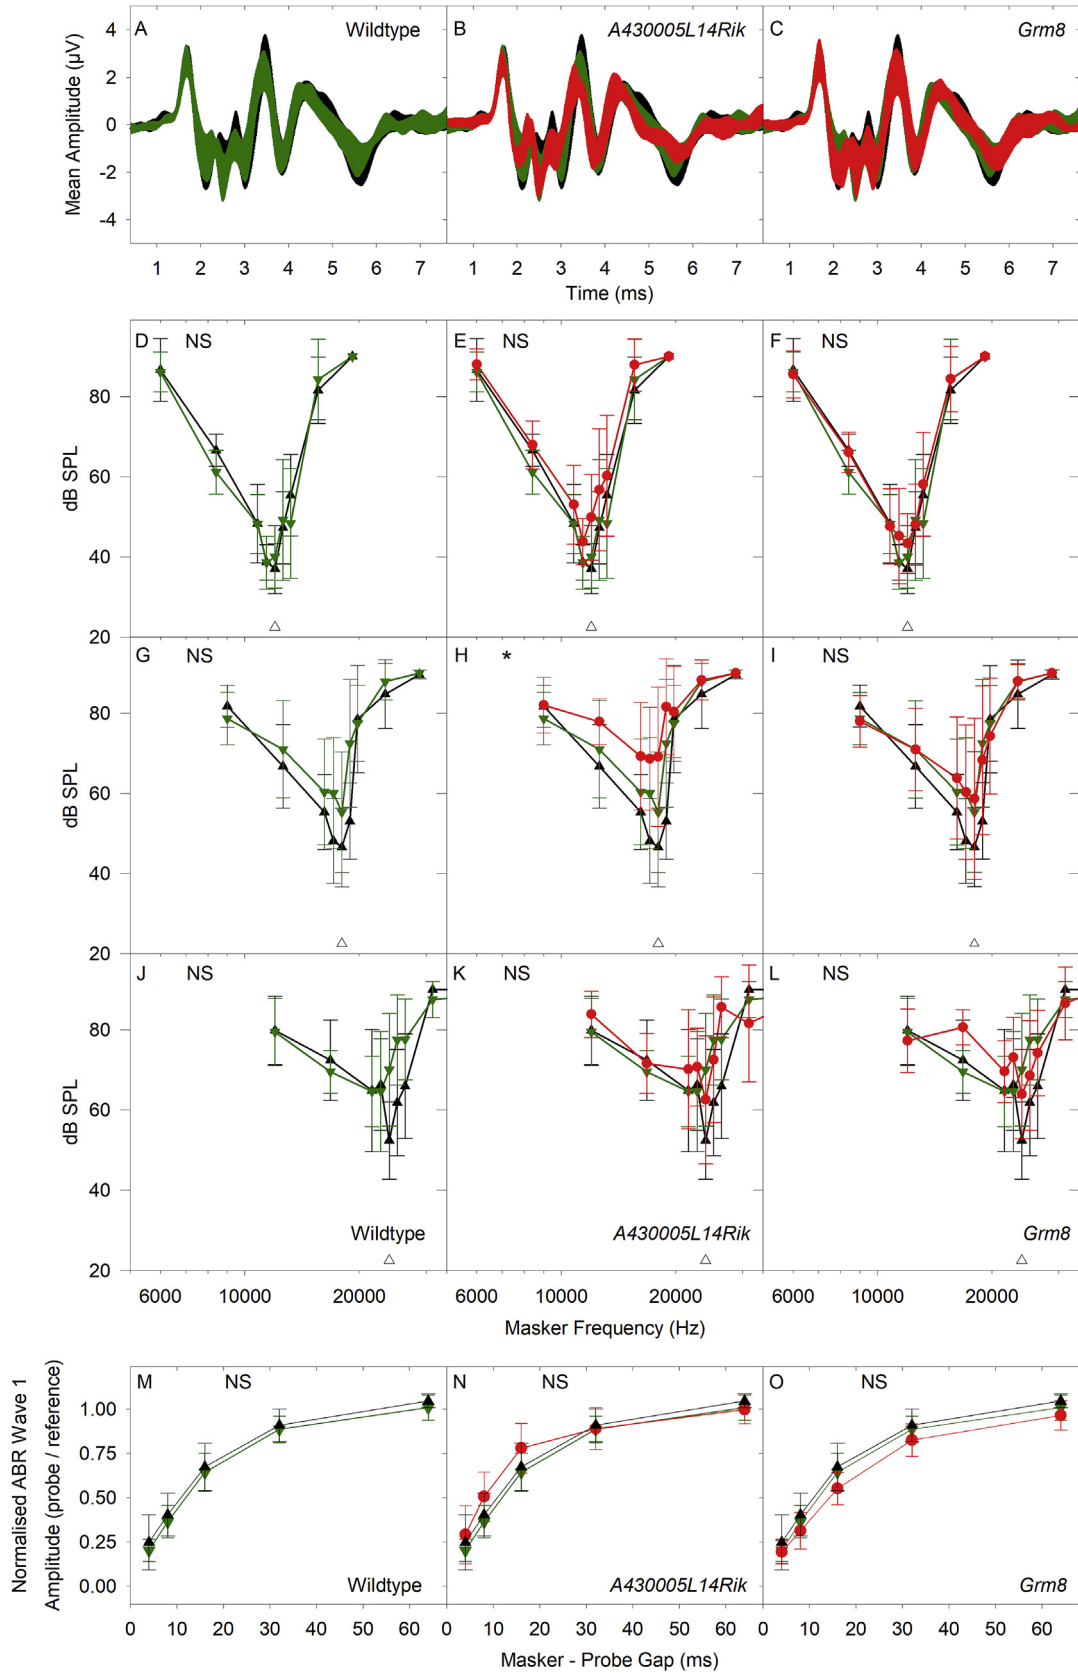 A Wildtype
B A430005L14Rik
C Grm8
Mean Amplitude (µV)
4
2
0
-2
-4
1 2 3 4 5 6 7 1 2 3 4 5 6 7 1 2 3 4 5 6 7
Time (ms)
D NS
E NS
F NS
dB SPL
80
60
40
20
G NS
H *
I NS
dB SPL
80
60
40
20
J NS
K NS
L NS
dB SPL
80
60
40
20
Wildtype
A430005L14Rik
Grm8
6000 10000 20000 6000 10000 20000 6000 10000 20000
Masker Frequency (Hz)
M NS
N NS
O NS
Normalised ABR Wave 1
Amplitude (probe / reference)
1.00
0.75
0.50
0.25
0.00
Wildtype
A430005L14Rik
Grm8
0 10 20 30 40 50 60 0 10 20 30 40 50 60 0 10 20 30 40 50 60
Masker - Probe Gap (ms)